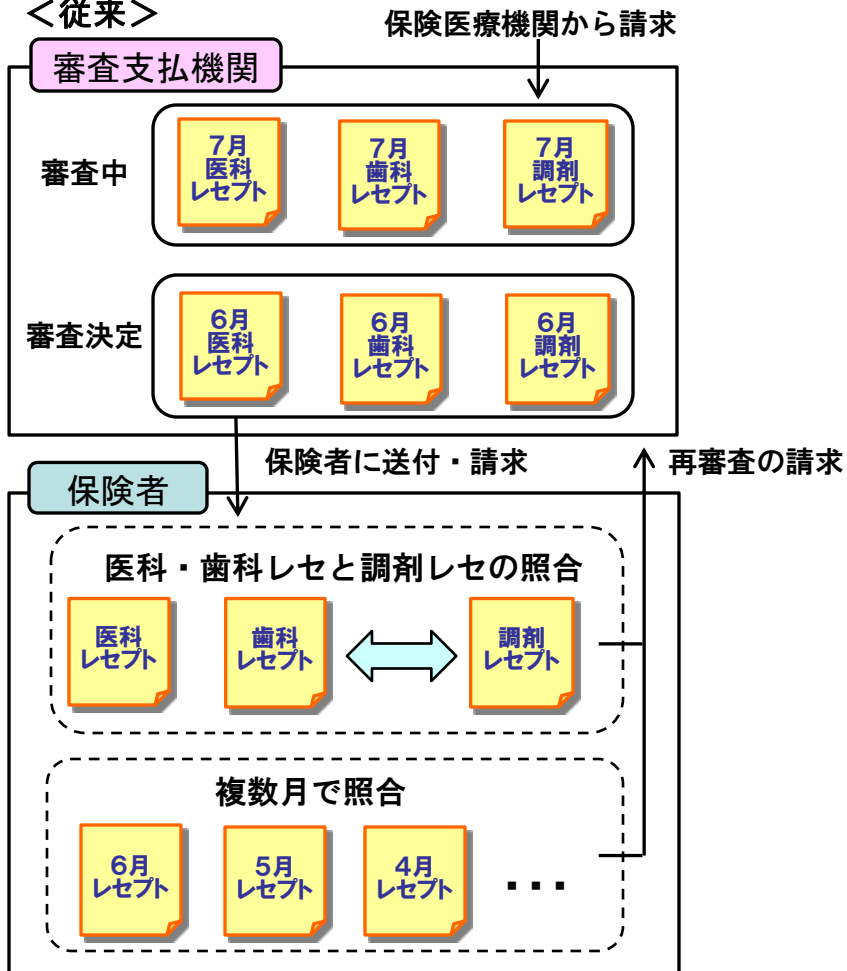 ＜従来＞
保険医療機関から請求
審査支払機関
審査中
7月
医科
レセプト
7月
歯科
レセプト
7月
調剤
レセプト
審査決定
6月
医科
レセプト
6月
歯科
レセプト
6月
調剤
レセプト
保険者に送付・請求
再審査の請求
保険者
医科・歯科レセと調剤レセの照合
医科
レセプト
歯科
レセプト
調剤
レセプト
複数月で照合
6月
レセプト
5月
レセプト
4月
レセプト
・・・